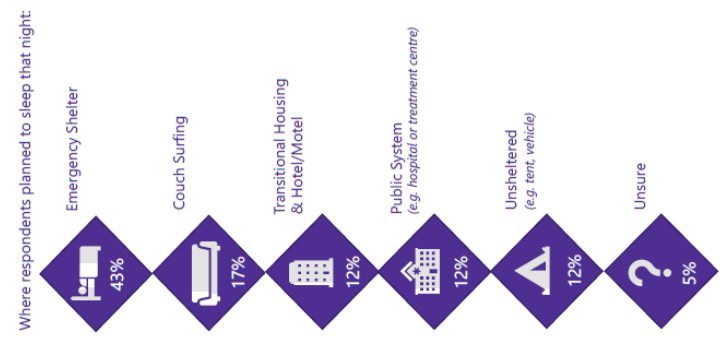 Where respondents planned to sleep that night:
Emergency Shelter
43%
Couch Surfing
17%
Transitional Housing
& Hotel/Motel
12%
Public System
(e.g. hospital or treatment centre)
12%
Unsheltered
(e.g. tent, vehicle)
12%
Unsure
?
5%